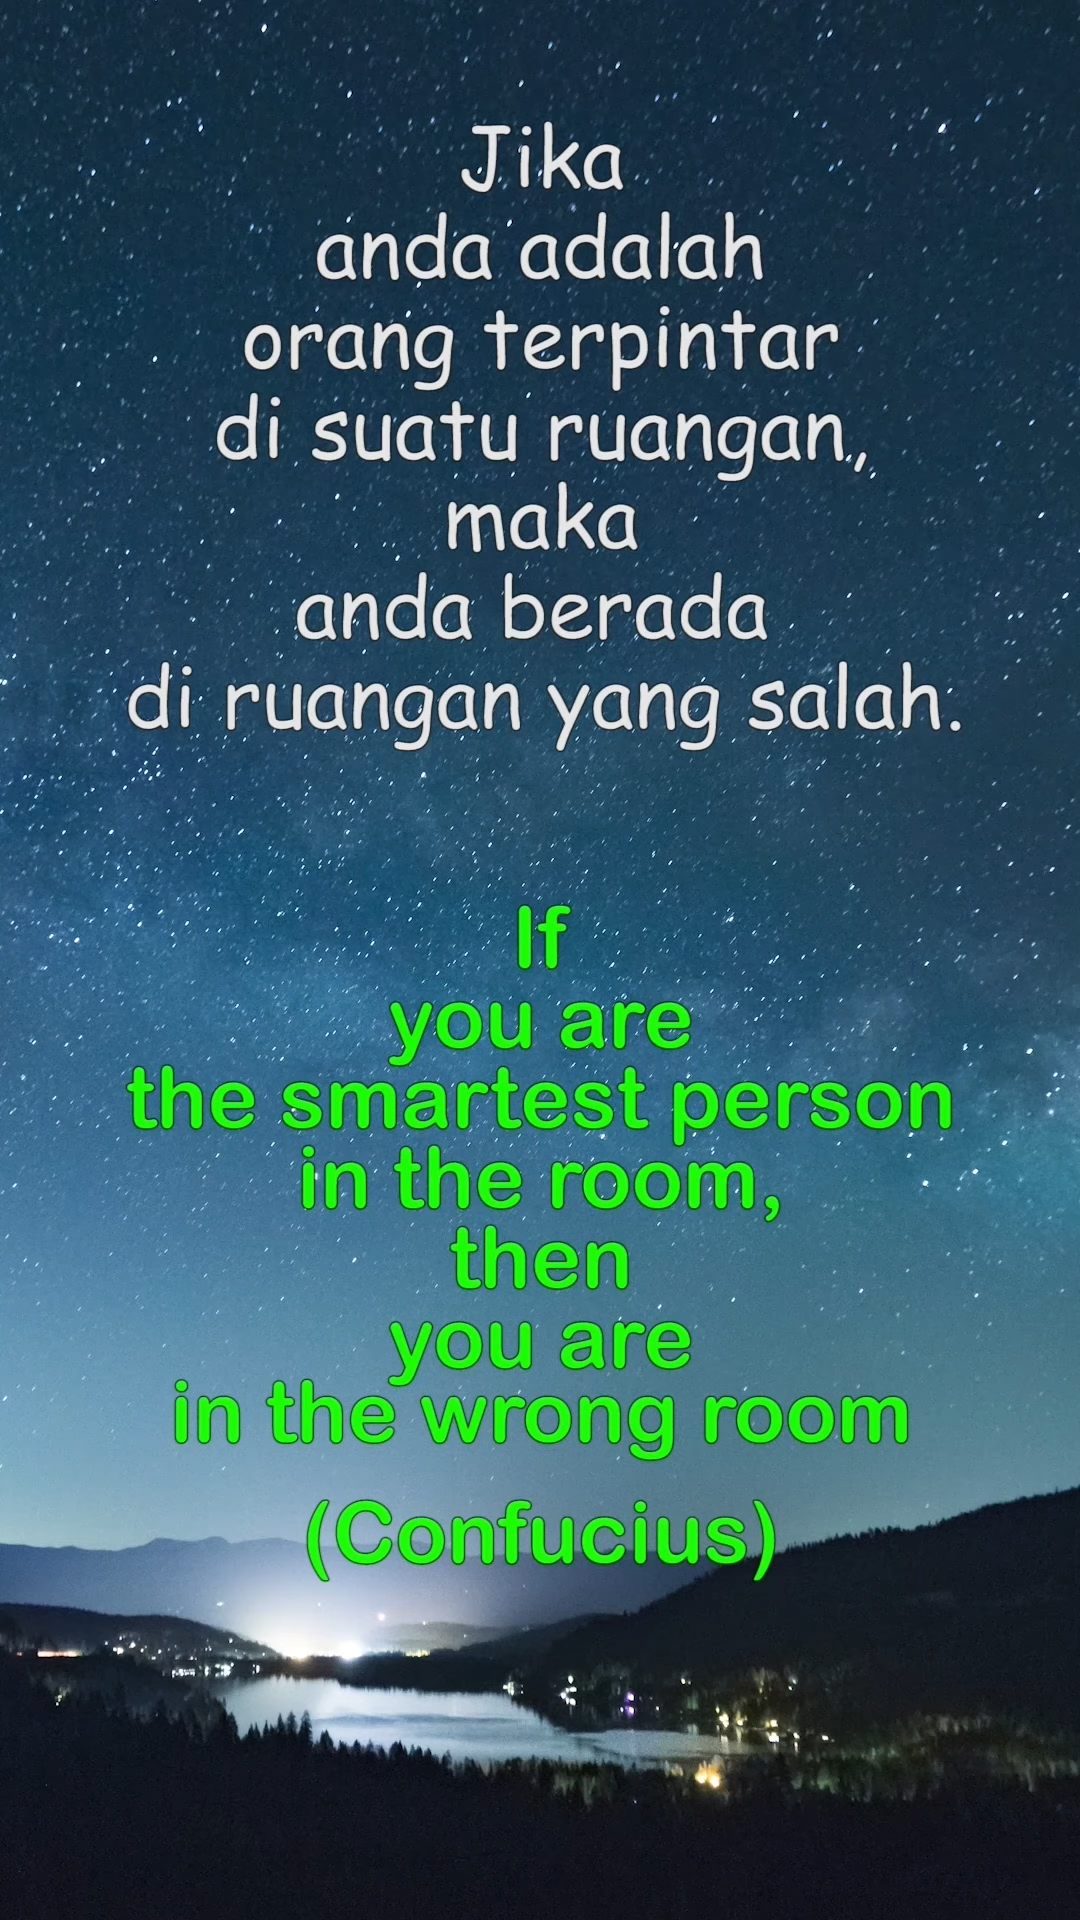 Jika
anda adalah
orang terpintar
di suatu ruangan,
maka
anda berada
di ruangan yang salah.
If
you are
the smartest person
in the room,
then
you are
in the wrong room
(Confucius)